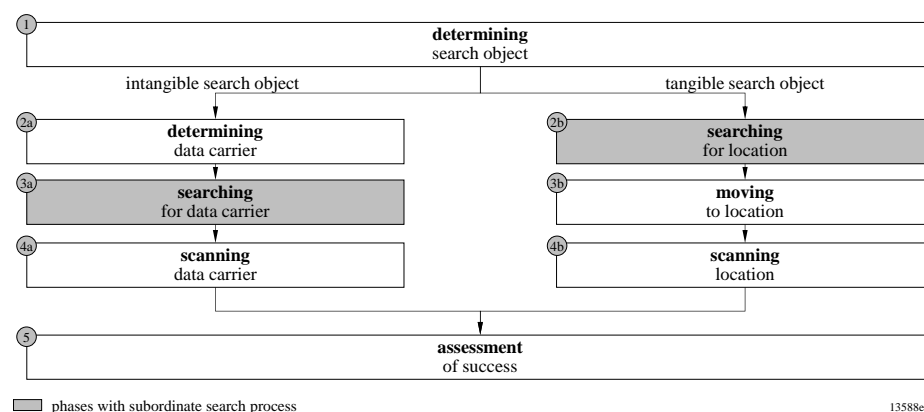 1
determining
search object
intangible search object
tangible search object
2a
determining
data carrier
2b
searching
for location
3a
searching
for data carrier
3b
moving
to location
4a
scanning
data carrier
4b
scanning
location
5
assessment
of success
phases with subordinate search process
13588e